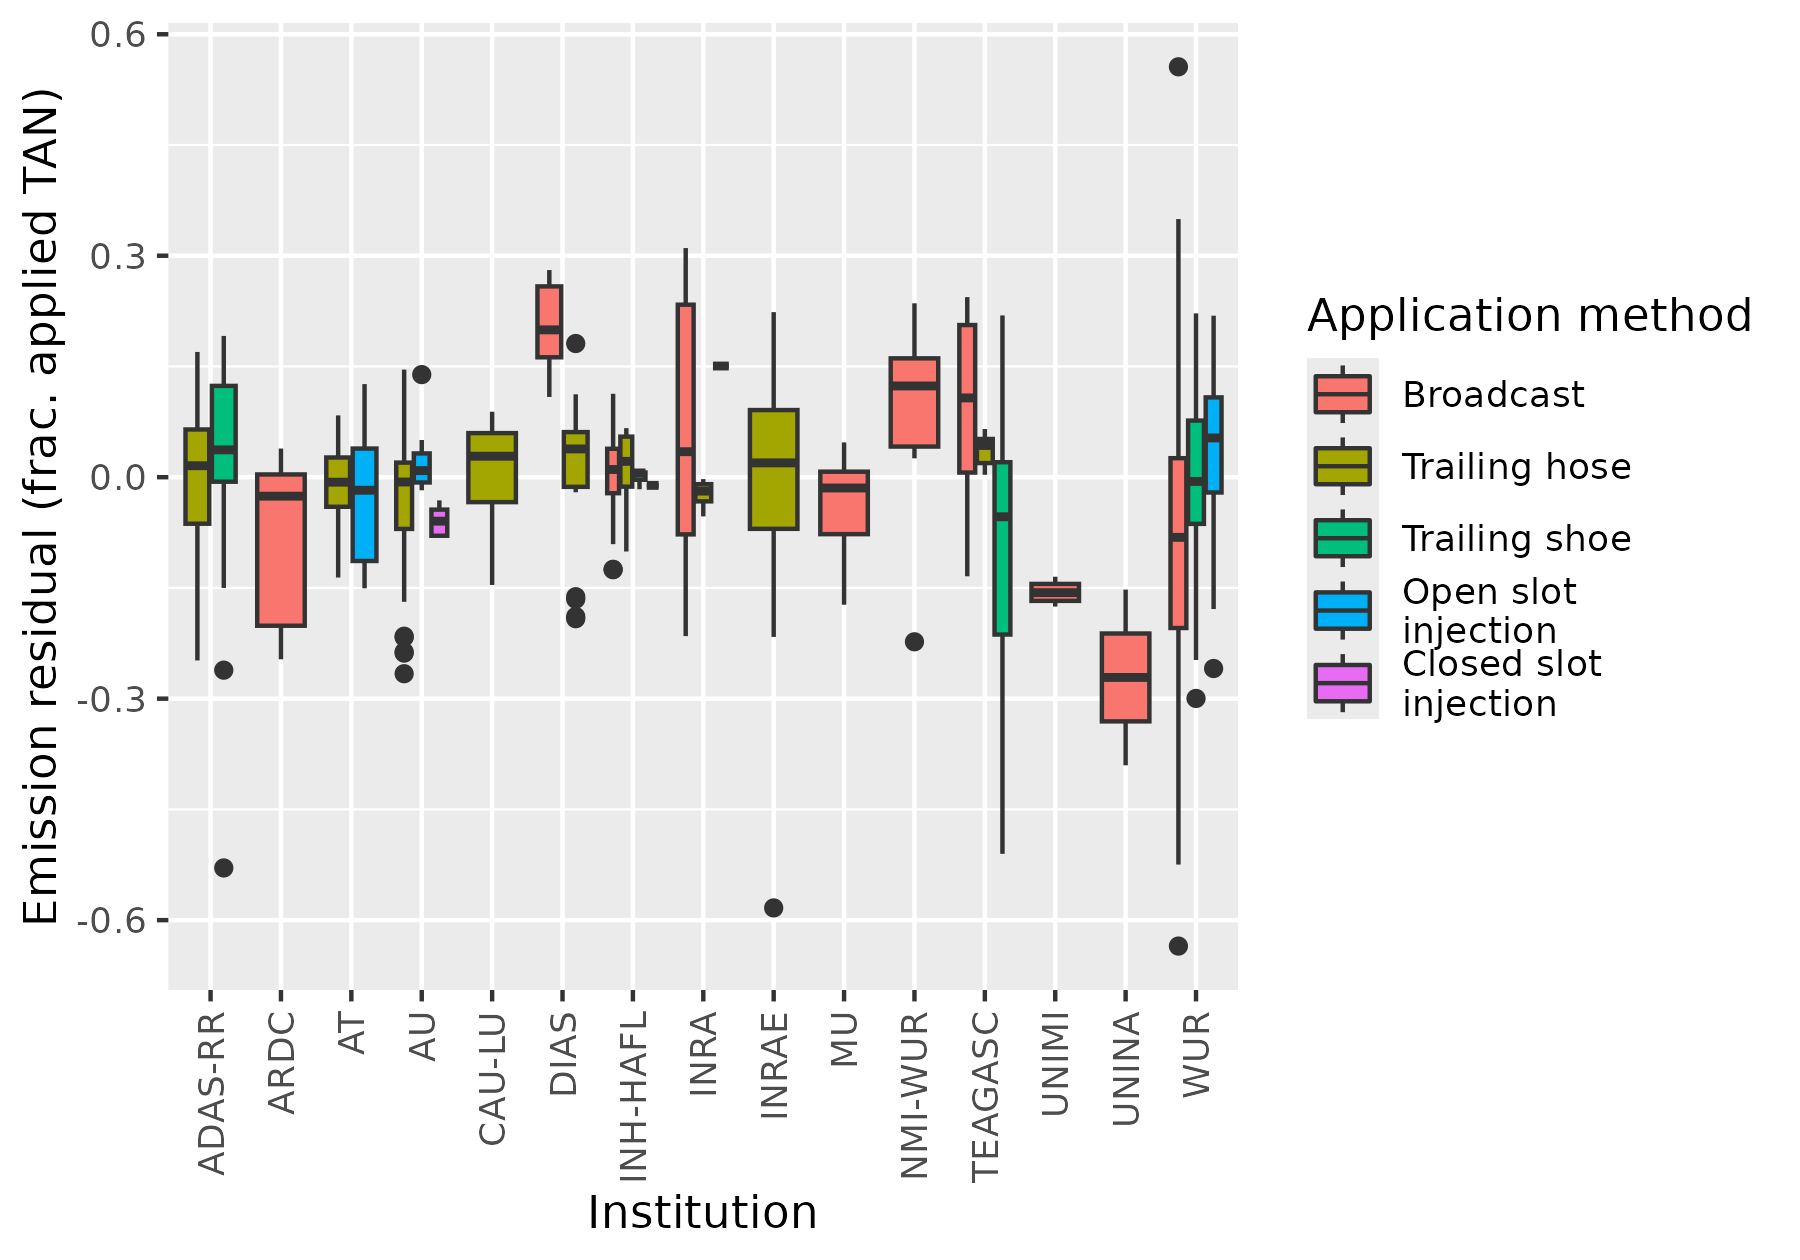 Emission residual (frac. applied TAN)
0.6
0.3
0.0
-0.3
-0.6
ADAS-RR
ARDC
AT
AU
CAU-LU
DIAS
INH-HAFL
INRA
INRAE
MU
NMI-WUR
TEAGASC
UNIMI
UNINA
WUR
Institution
Application method
Broadcast
Trailing hose
Trailing shoe
Open slot
injection
Closed slot
injection